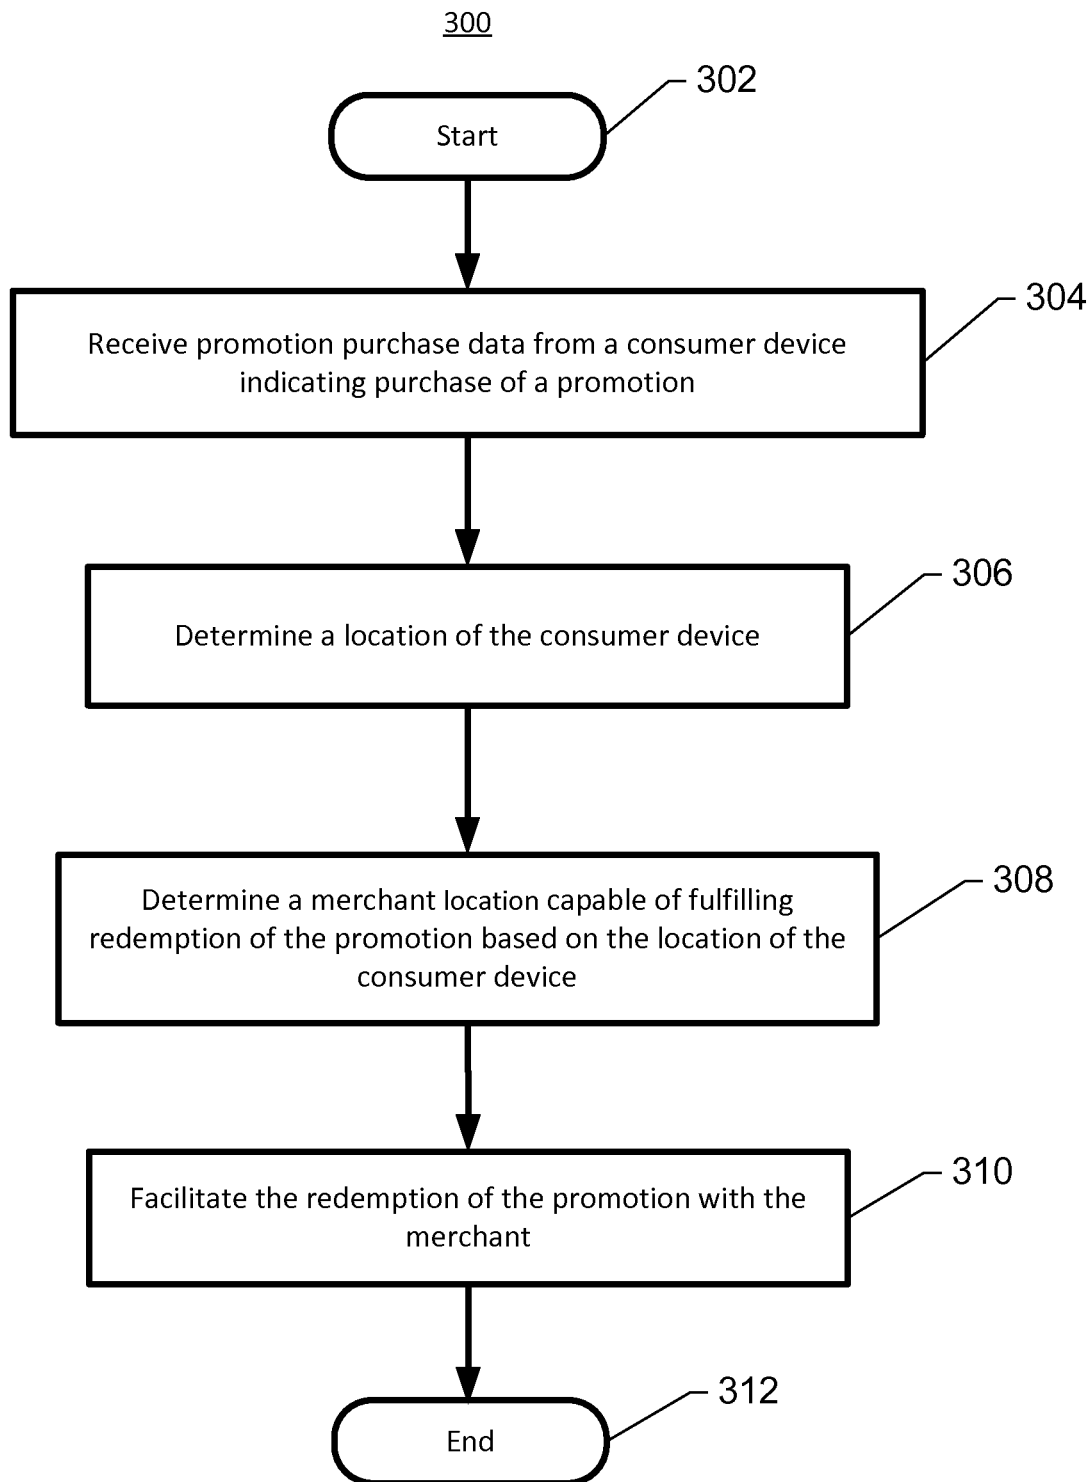 300
302
Start
304
Receive promotion purchase data from a consumer device
indicating purchase of a promotion
306
Determine a location of the consumer device
308
Determine a merchant location capable of fulfilling
redemption of the promotion based on the location of the
consumer device
310
Facilitate the redemption of the promotion with the
merchant
312
End